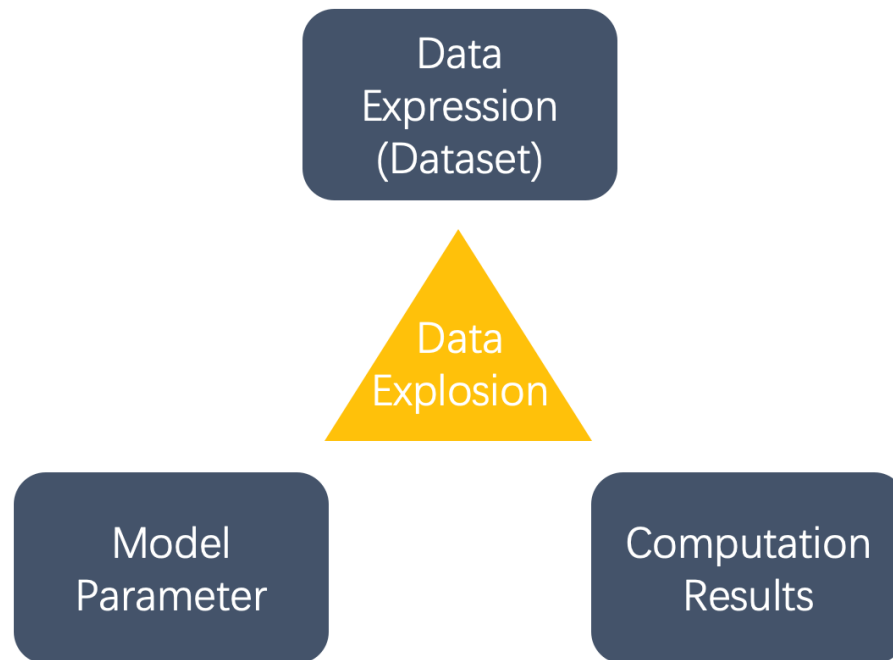 Data
Expression
(Dataset)
Data
Explosion
Model
Parameter
Computation
Results